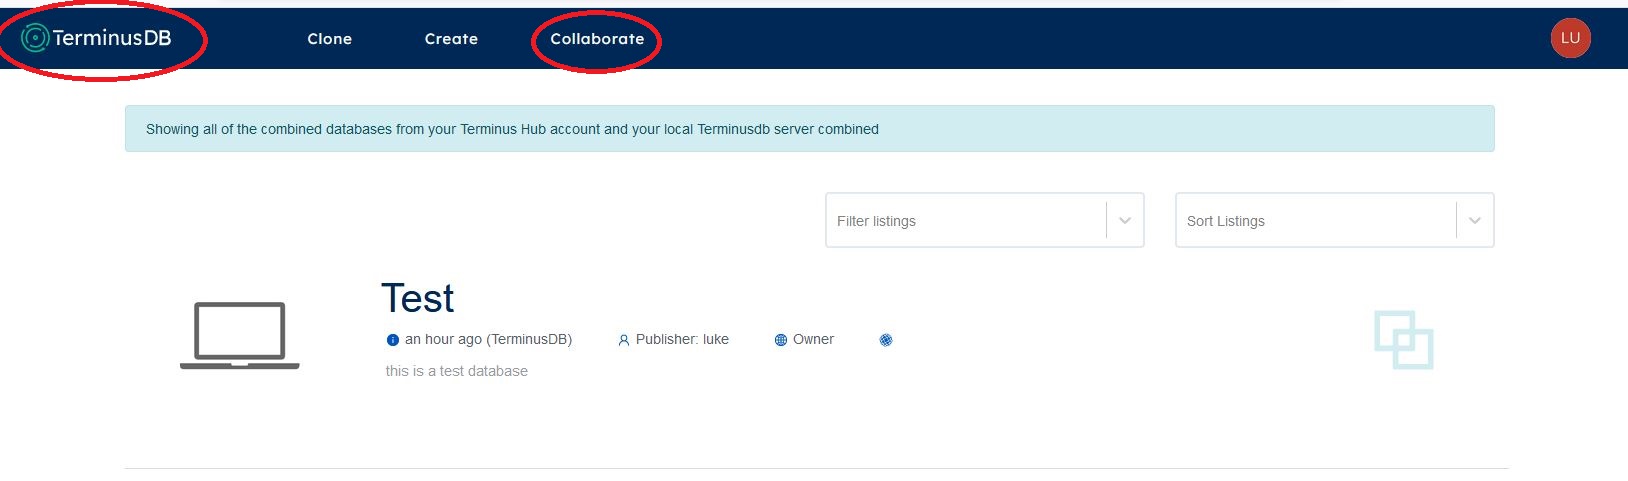 TerminusDB Clone Create Collaborate LU
Showing all of the combined databases from your Terminus Hub account and your local Terminusdb server combined
Filter listings Sort Listings
Test
an hour ago (TerminusDB) Publisher: luke Owner
this is a test database